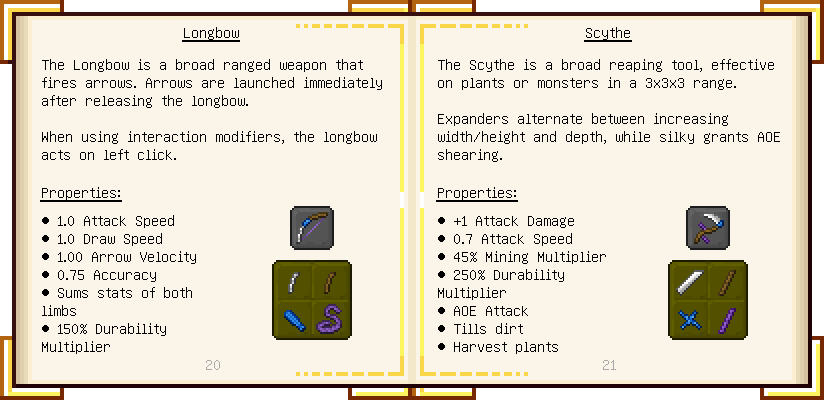 Longbow
The Longbow is a broad ranged weapon that
fires arrows. Arrows are launched immediately
after releasing the longbow.
When using interaction modifiers, the longbow
acts on left click.
Properties:
• 1.0 Attack Speed
• 1.0 Draw Speed
• 1.00 Arrow Velocity
• 0.75 Accuracy
• Sums stats of both
limbs
• 150% Durability
Multiplier
20
Scythe
The Scythe is a broad reaping tool, effective
on plants or monsters in a 3x3x3 range.
Expanders alternate between increasing
width/height and depth, while silky grants AOE
shearing.
Properties:
• +1 Attack Damage
• 0.7 Attack Speed
• 45% Mining Multiplier
• 250% Durability
Multiplier
• AOE Attack
• Tills dirt
• Harvest plants
21